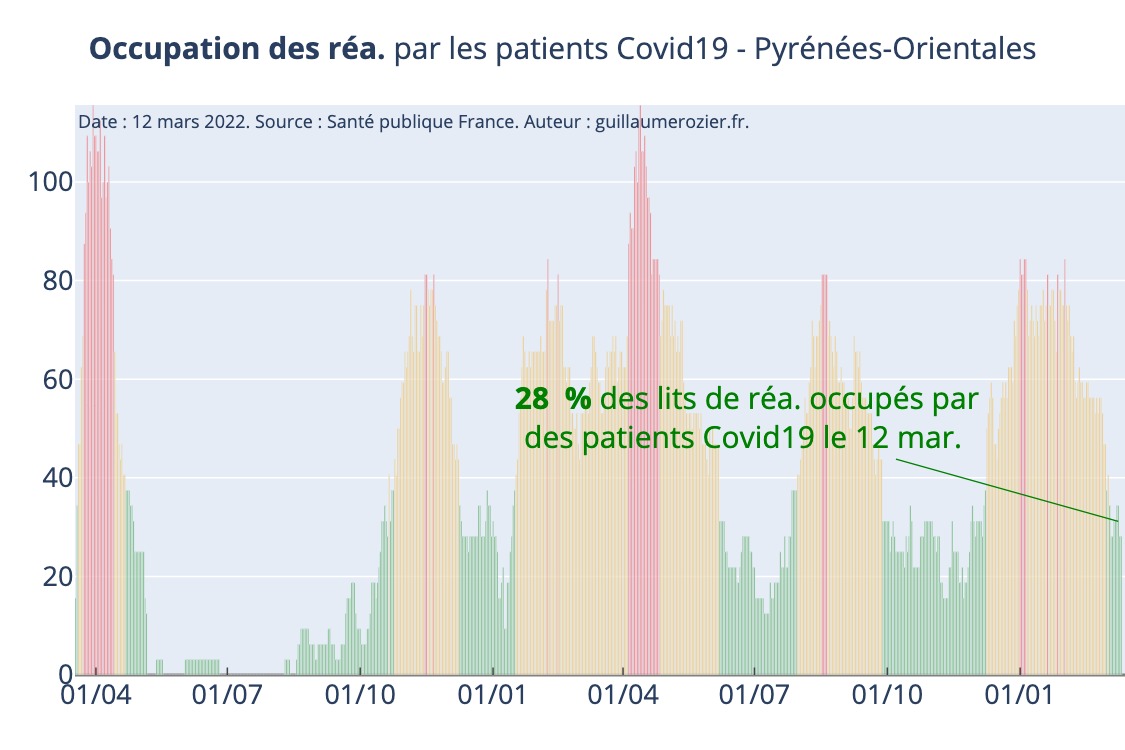 Occupation des réa. par les patients Covid19 - Pyrénées-Orientales
Date : 12 mars 2022. Source : Santé publique France. Auteur : guillaumerozier.fr.
100
80
60
28  % des lits de réa. occupés par
des patients Covid19 le 12 mar.
40
20
0
01/04 01/07 01/10 01/01 01/04 01/07 01/10 01/01